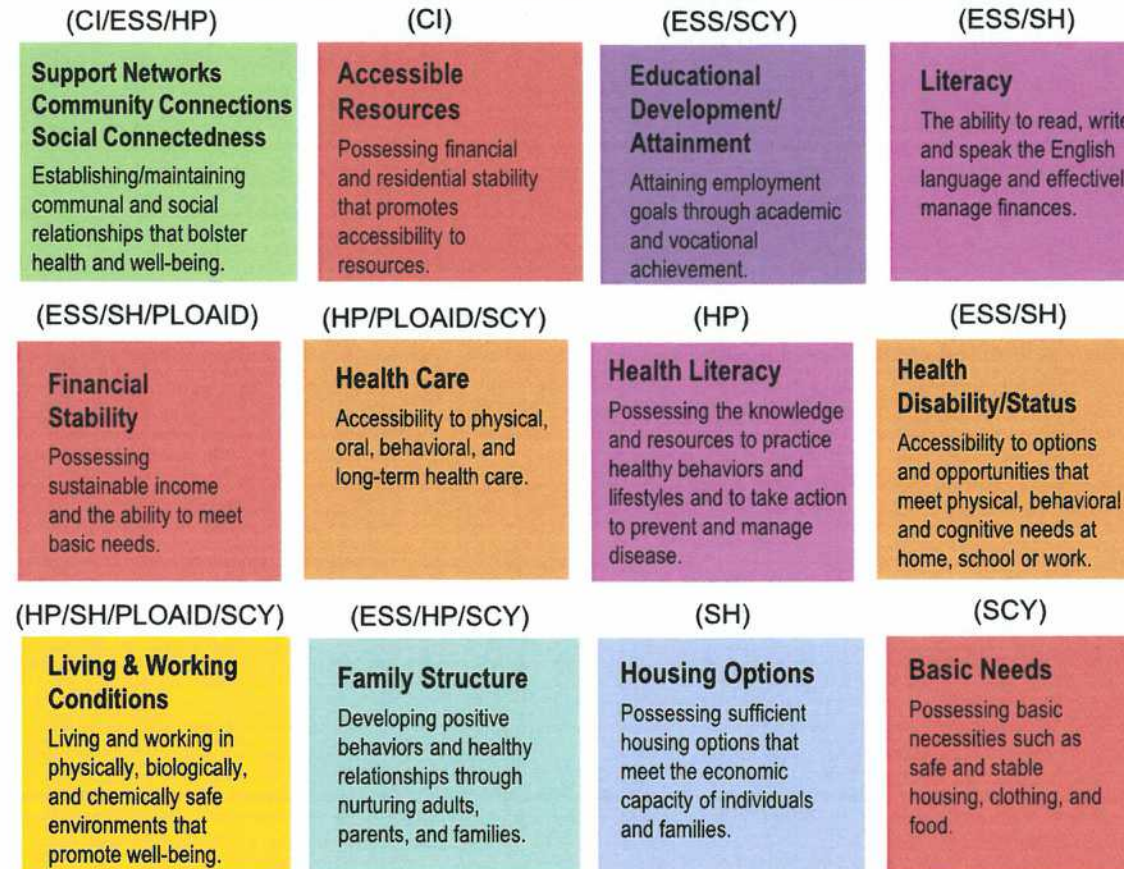 (CI/ESS/HP)
Support Networks
Community Connections
Social Connectedness
Establishing/maintaining
communal and social
relationships that bolster
health and well-being.
(CI)
Accessible
Resources
Possessing financial
and residential stability
that promotes
accessibility to
resources.
(ESS/SCY)
Educational
Development/
Attainment
Attaining employment
goals through academic
and vocational
achievement.
(ESS/SH)
Literacy
The ability to read, write
and speak the English
language and effectivel
manage finances.
(ESS/SH/PLOAID)
Financial
Stability
Possessing
sustainable income
and the ability to meet
basic needs.
(HP/PLOAID/SCY)
Health Care
Accessibility to physical,
oral, behavioral, and
long-term health care.
(HP)
Health Literacy
Possessing the knowledge
and resources to practice
healthy behaviors and
lifestyles and to take action
to prevent and manage
disease.
(ESS/SH)
Health
Disability/Status
Accessibility to options
and opportunities that
meet physical, behavioral
and cognitive needs at
home, school or work.
(HP/SH/PLOAID/SCY)
Living & Working
Conditions
Living and working in
physically, biologically,
and chemically safe
environments that
promote well-being.
(ESS/HP/SCY)
Family Structure
Developing positive
behaviors and healthy
relationships through
nurturing adults,
parents, and families.
(SH)
Housing Options
Possessing sufficient
housing options that
meet the economic
capacity of individuals
and families.
(SCY)
Basic Needs
Possessing basic
necessities such as
safe and stable
housing, clothing, and
food.